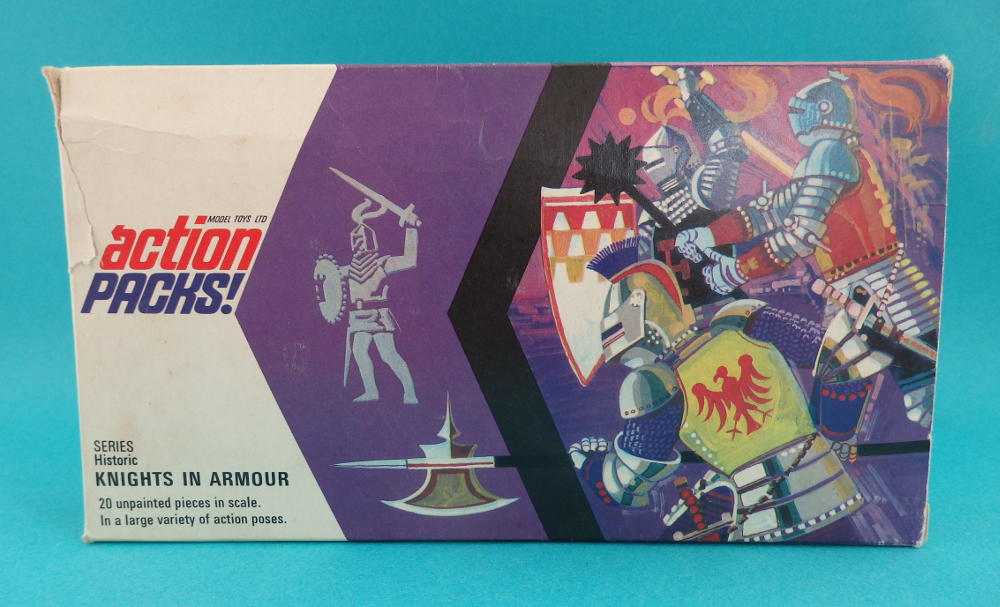 MODEL TOYS LTD
action
PACKS!
SERIES
Historic
KNIGHTS IN ARMOUR
20 unpainted pieces in scale.
In a large variety of action poses.